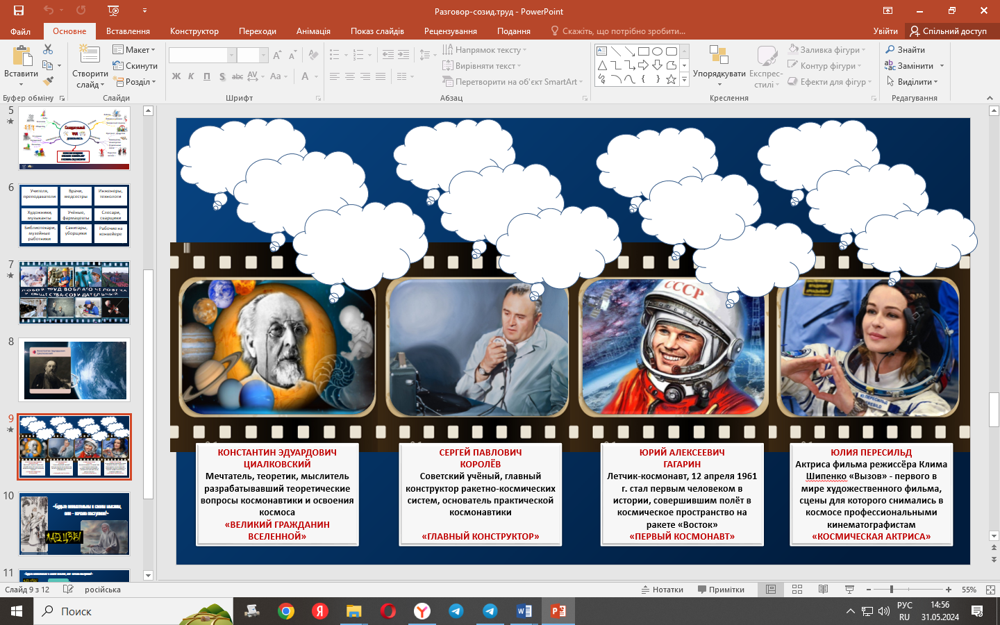 Разговор-созид.труд - PowerPoint
Файл Основне Вставлення Конструктор Переходи Анімація Показ слайдів Рецензування Подання Скажіть, що потрібно зробити... Увійти Спільний доступ
Вставити
Буфер обміну
Створити слайд
Макет
Скинути
Розділ
Слайди
Ж К П S abc AV Aa A
Шрифт
Напрямок тексту
Вирівняти текст
Перетворити на об'єкт SmartArt
Абзац
Упорядкувати
Експрес-стилі
Заливка фігури
Контур фігури
Ефекти для фігур
Креслення
Знайти
Замінити
Виділити
Редагування
5
6
Учителя, преподаватели
Врачи, медсестры
Инженеры, технологи
Художники, музыканты
Учёные, фармацевты
Слесари, сварщики
Библиотекари, музейные работники
Санитары, уборщики
Рабочие на конвейере
7
8
9
10
11
СССР
КОНСТАНТИН ЭДУАРДОВИЧ
ЦИАЛКОВСКИЙ
Мечтатель, теоретик, мыслитель
разрабатывавший теоретические
вопросы космонавтики и освоения
космоса
«ВЕЛИКИЙ ГРАЖДАНИН
ВСЕЛЕННОЙ»
СЕРГЕЙ ПАВЛОВИЧ
КОРОЛЁВ
Советский учёный, главный
конструктор ракетно-космических
систем, основатель практической
космонавтики
«ГЛАВНЫЙ КОНСТРУКТОР»
ЮРИЙ АЛЕКСЕЕВИЧ
ГАГАРИН
Летчик-космонавт, 12 апреля 1961
г. стал первым человеком в
истории, совершившим полёт в
космическое пространство на
ракете «Восток»
«ПЕРВЫЙ КОСМОНАВТ»
ЮЛИЯ ПЕРЕСИЛЬД
Актриса фильма режиссёра Клима
Шипенко «Вызов» - первого в
мире художественного фильма,
сцены для которого снимались в
космосе профессиональными
кинематографистам
«КОСМИЧЕСКАЯ АКТРИСА»
Слайд 9 з 12 російська Нотатки Примітки 55%
Поиск
РУС
RU
14:56
31.05.2024